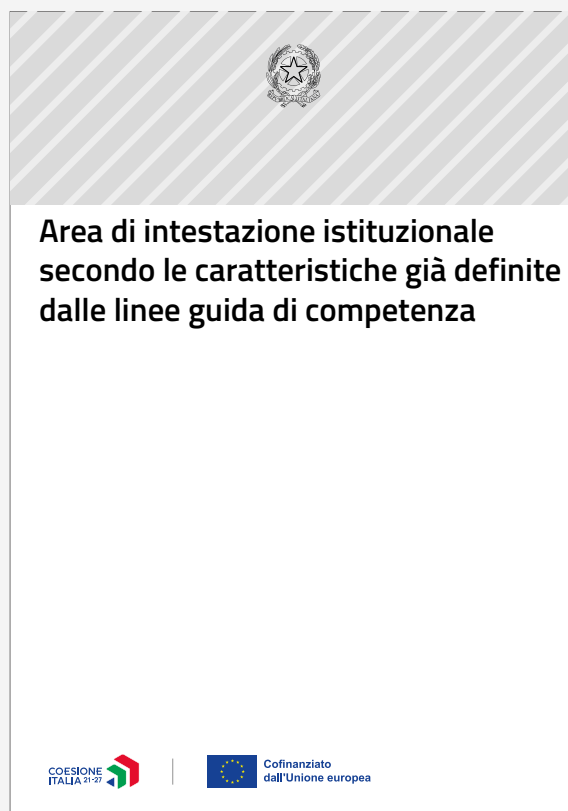 Area di intestazione istituzionale
secondo le caratteristiche già definite
dalle linee guida di competenza
COESIONE
ITALIA 21-27
Cofinanziato
dall'Unione europea